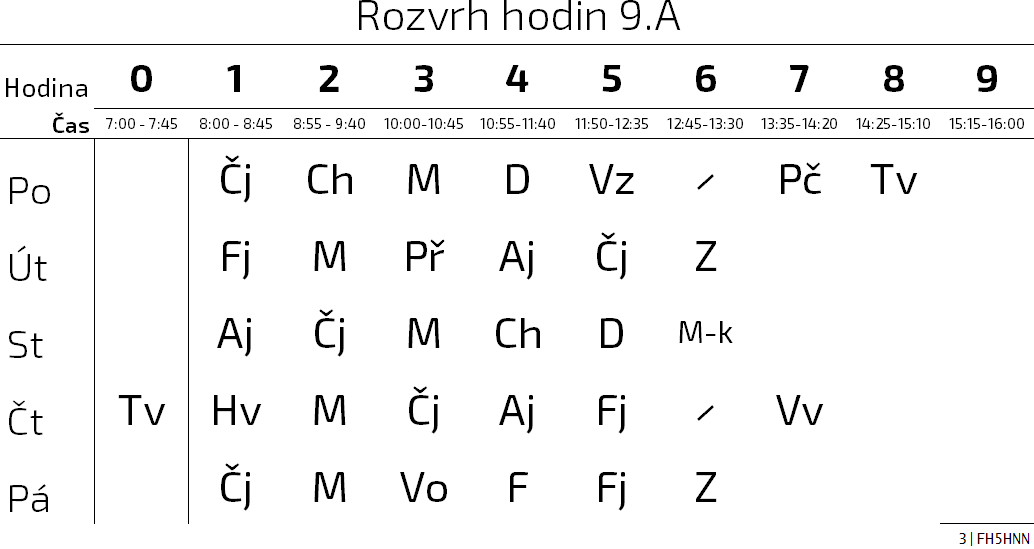 Rozvrh hodin 9.A
Hodina 0 1 2 3 4 5 6 7 8 9
Čas 7:00 - 7:45 8:00 - 8:45 8:55 - 9:40 10:00-10:45 10:55-11:40 11:50-12:35 12:45-13:30 13:35-14:20 14:25-15:10 15:15-16:00
Po Čj Ch M D Vz / Pč Tv
Út Fj M Př Aj Čj Z
St Aj Čj M Ch D M-k
Čt Tv Hv M Čj Aj Fj / Vv
Pá Čj M Vo F Fj Z
3 | FH5HNN